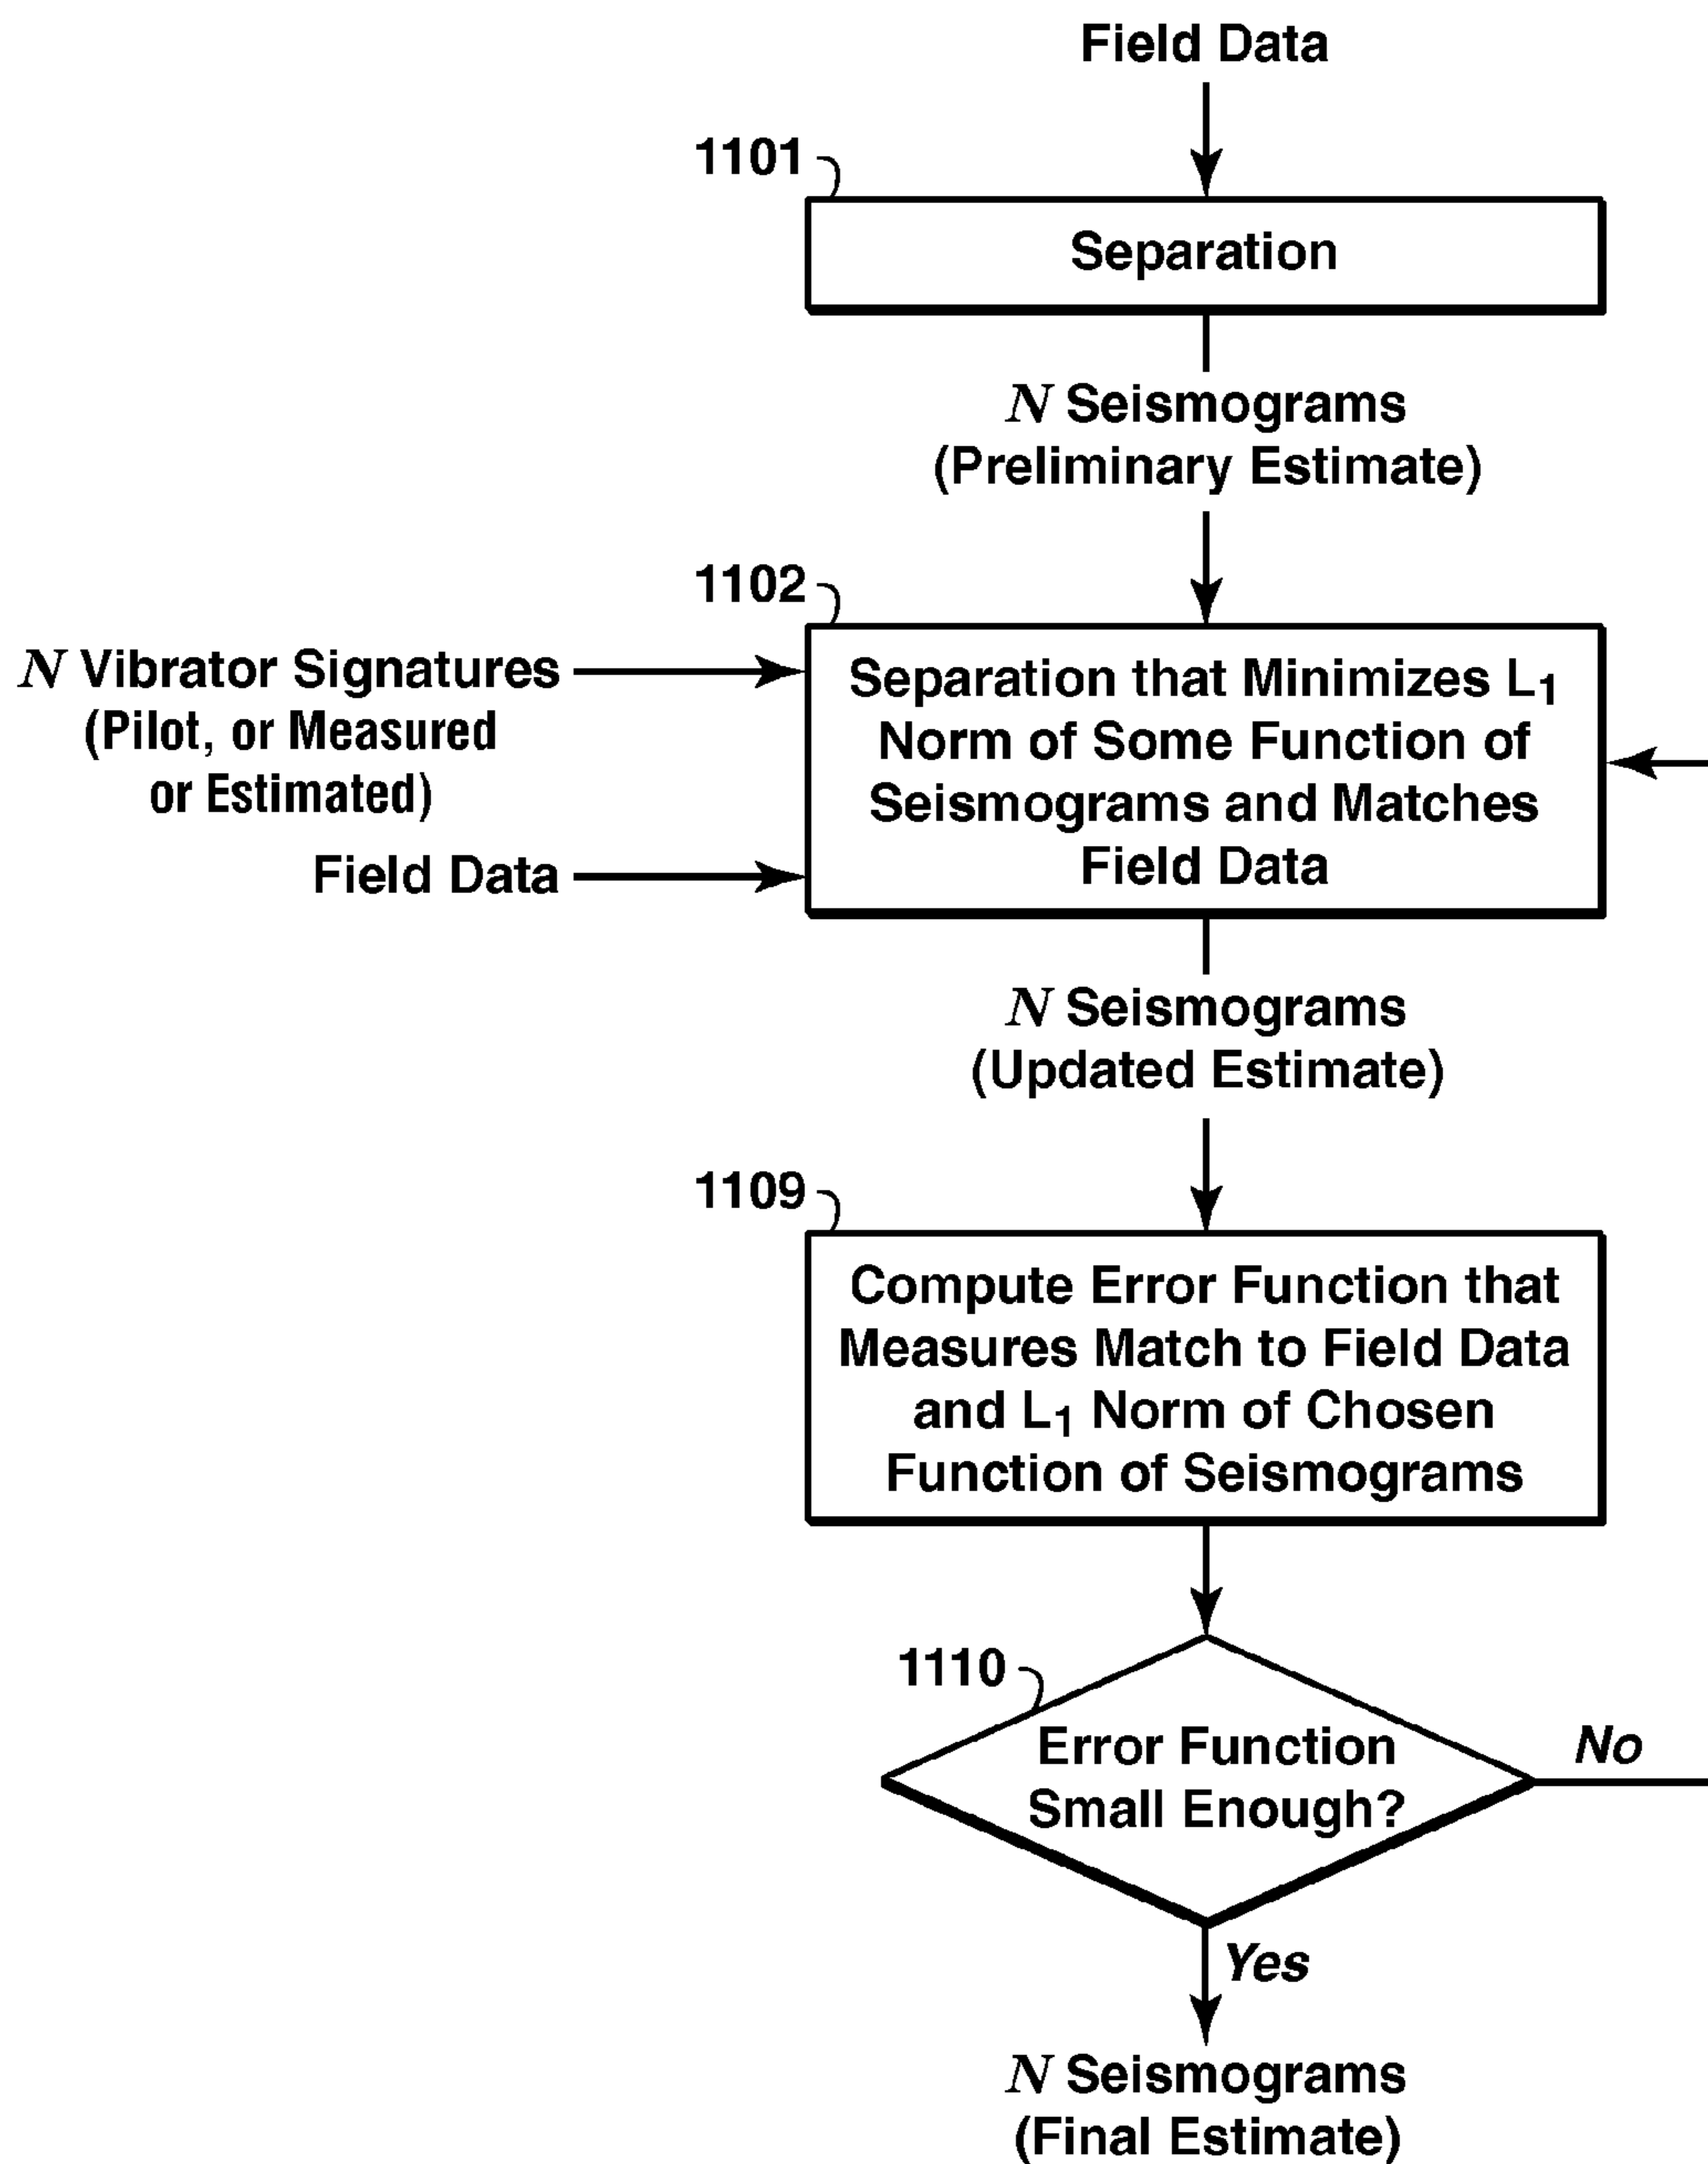 Field Data
1101
Separation
N Seismograms
(Preliminary Estimate)
1102
N Vibrator Signatures
(Pilot, or Measured
or Estimated)
Field Data
Separation that Minimizes L1
Norm of Some Function of
Seismograms and Matches
Field Data
N Seismograms
(Updated Estimate)
1109
Compute Error Function that
Measures Match to Field Data
and L1 Norm of Chosen
Function of Seismograms
1110
Error Function
Small Enough?
No
Yes
N Seismograms
(Final Estimate)